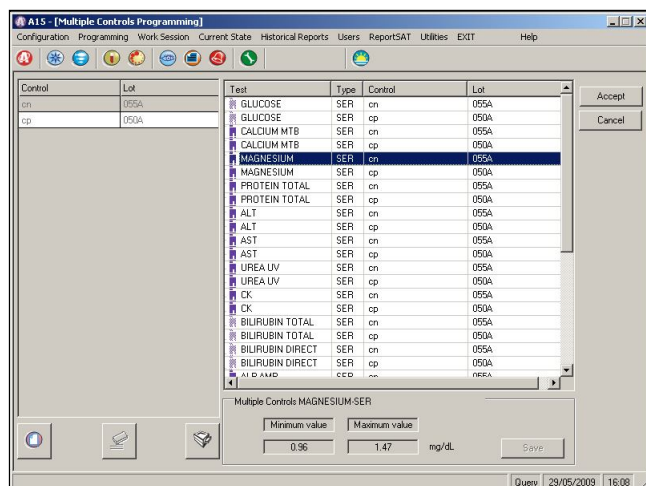 A15 - [Multiple Controls Programming]
Configuration Programming Work Session Current State Historical Reports Users ReportSAT Utilities EXIT Help
Control Lot
cn 055A
cp 050A
Test Type Control Lot
GLUCOSE SER cn 055A
GLUCOSE SER cp 050A
CALCIUM MTB SER cn 055A
CALCIUM MTB SER cp 050A
MAGNESIUM SER cn 055A
MAGNESIUM SER cp 050A
PROTEIN TOTAL SER cn 055A
PROTEIN TOTAL SER cp 050A
ALT SER cn 055A
ALT SER cp 050A
AST SER cn 055A
AST SER cp 050A
UREA UV SER cn 055A
UREA UV SER cp 050A
CK SER cn 055A
CK SER cp 050A
BILIRUBIN TOTAL SER cn 055A
BILIRUBIN TOTAL SER cp 050A
BILIRUBIN DIRECT SER cn 055A
BILIRUBIN DIRECT SER cp 050A
ALP AMP SER cn 055A
Accept
Cancel
Multiple Controls MAGNESIUM-SER
Minimum value Maximum value
0.96 1.47 mg/dL Save
Query 29/05/2009 16:08